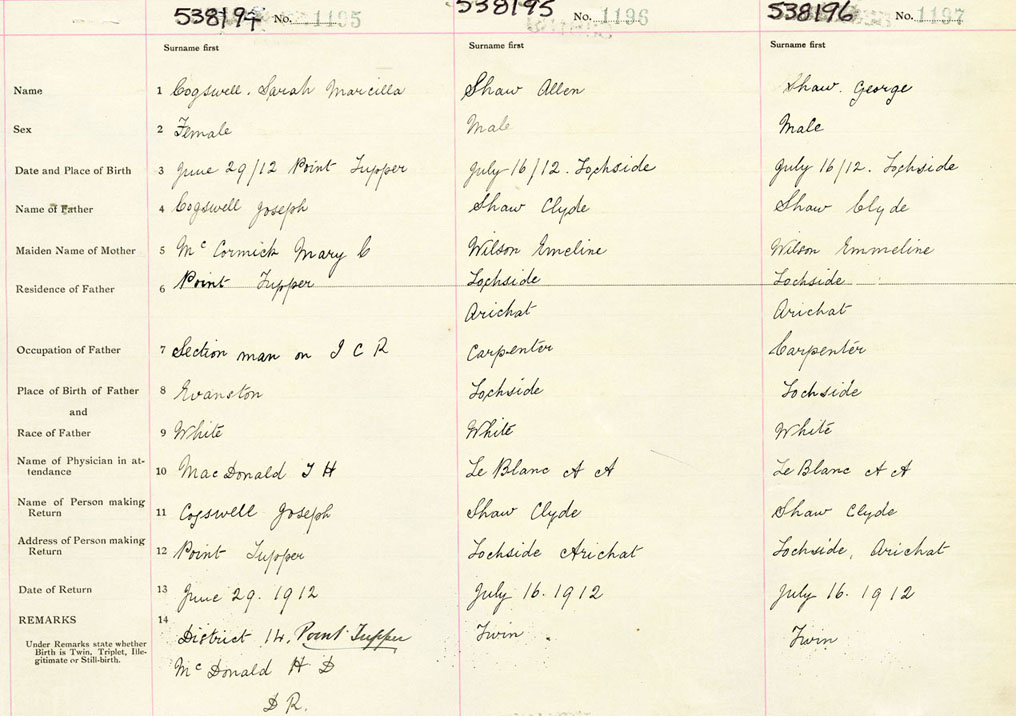 538194 No. 1195 538195 No. 1196 538196 No. 1197
Surname first Surname first Surname first
Name 1 Cogswell. Sarah Marcilla Shaw Allen Shaw. George
Sex 2 Female Male Male
Date and Place of Birth 3 June 29/12 Point Tupper July 16/12. Lochside July 16/12. Lochside
Name of Father 4 Cogswell Joseph Shaw Clyde Shaw Clyde
Maiden Name of Mother 5 Mc Cormick Mary C Wilson Emeline Wilson Emmeline
Residence of Father 6 Point Tupper Lochside Lochside
Arichat Arichat
Occupation of Father 7 Section man on I C R Carpenter Carpenter
Place of Birth of Father 8 Evanston Lochside Lochside
and
Race of Father 9 White White White
Name of Physician in at-
tendance 10 MacDonald J H Le Blanc A A Le Blanc A A
Name of Person making
Return 11 Cogswell Joseph Shaw Clyde Shaw Clyde
Address of Person making
Return 12 Point Tupper Lochside Arichat Lochside, Arichat
Date of Return 13 June 29. 1912 July 16. 1912 July 16. 1912
REMARKS 14
District 14. Point Tupper Twin Twin
Under Remarks state whether
Birth is Twin, Triplet, Ille-
gitimate or Still-birth.
Mc Donald H D
D R.